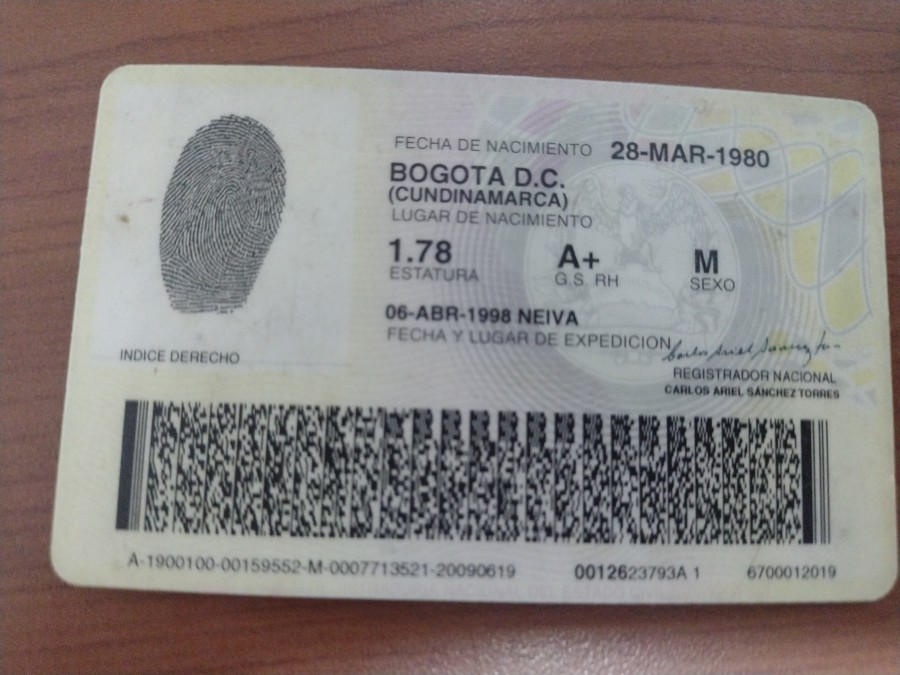 FECHA DE NACIMIENTO 28-MAR-1980
BOGOTA D.C.
(CUNDINAMARCA)
LUGAR DE NACIMIENTO
1.78 A+ M
ESTATURA G.S. RH SEXO
06-ABR-1998 NEIVA
FECHA Y LUGAR DE EXPEDICION
INDICE DERECHO
REGISTRADOR NACIONAL
CARLOS ARIEL SÁNCHEZ TORRES
A-1900100-00159552-M-0007713521-20090619 0012623793A 1 6700012019